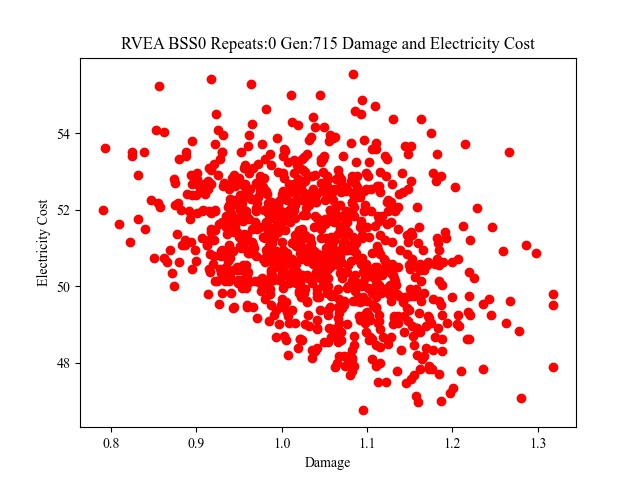 RVEA BSS0 Repeats:0 Gen:715 Damage and Electricity Cost
54
52
50
48
Electricity Cost
0.8 0.9 1.0 1.1 1.2 1.3
Damage